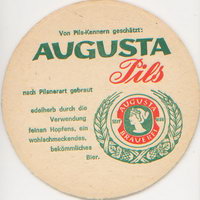 Von Pils-Kennern geschätzt:
AUGUSTA
Pils
nach Pilsenerart gebraut
edelherb durch die
Verwendung
feinen Hopfens, ein
wohlschmeckendes,
bekömmliches
Bier.
AUGUSTA
SEIT
BRAUEREI